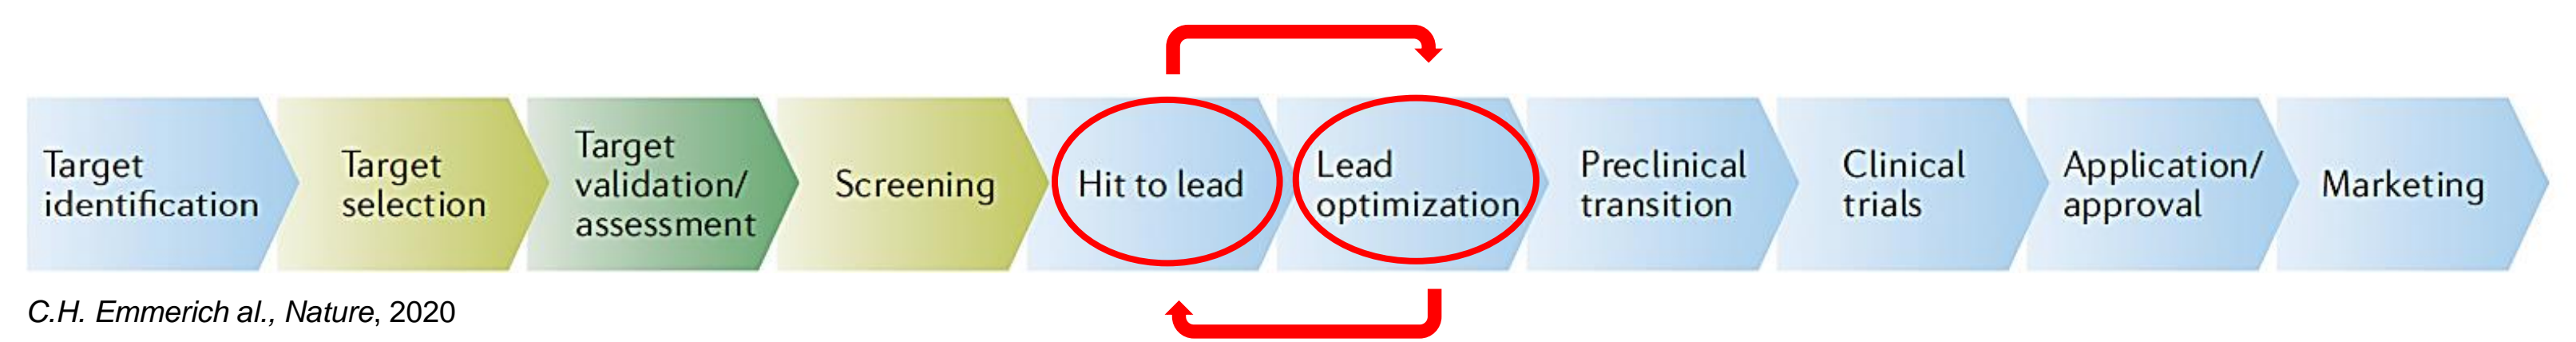 Target
identification
Target
selection
Target
validation/
assessment
Screening
Hit to lead
Lead
optimization
Preclinical
transition
Clinical
trials
Application/
approval
Marketing
C.H. Emmerich al., Nature, 2020